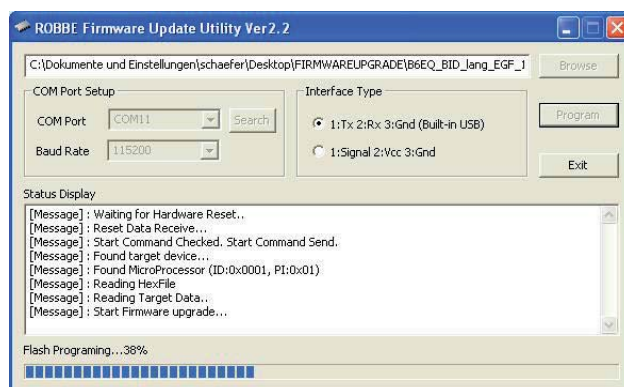 ROBBE Firmware Update Utility Ver2.2
C:\Dokumente und Einstellungen\schaefer\Desktop\FIRMWAREUPGRADE\B6EQ_BID_lang_EGF_1
Browse
COM Port Setup
COM Port
COM11
Search
Baud Rate
115200
Interface Type
1:Tx 2:Rx 3:Gnd (Built-in USB)
1:Signal 2:Vcc 3:Gnd
Program
Exit
Status Display
[Message] : Waiting for Hardware Reset..
[Message] : Reset Data Receive...
[Message] : Start Command Checked. Start Command Send.
[Message] : Found target device...
[Message] : Found MicroProcessor (ID:0x0001, PI:0x01)
[Message] : Reading HexFile
[Message] : Reading Target Data..
[Message] : Start Firmware upgrade...
Flash Programing...38%